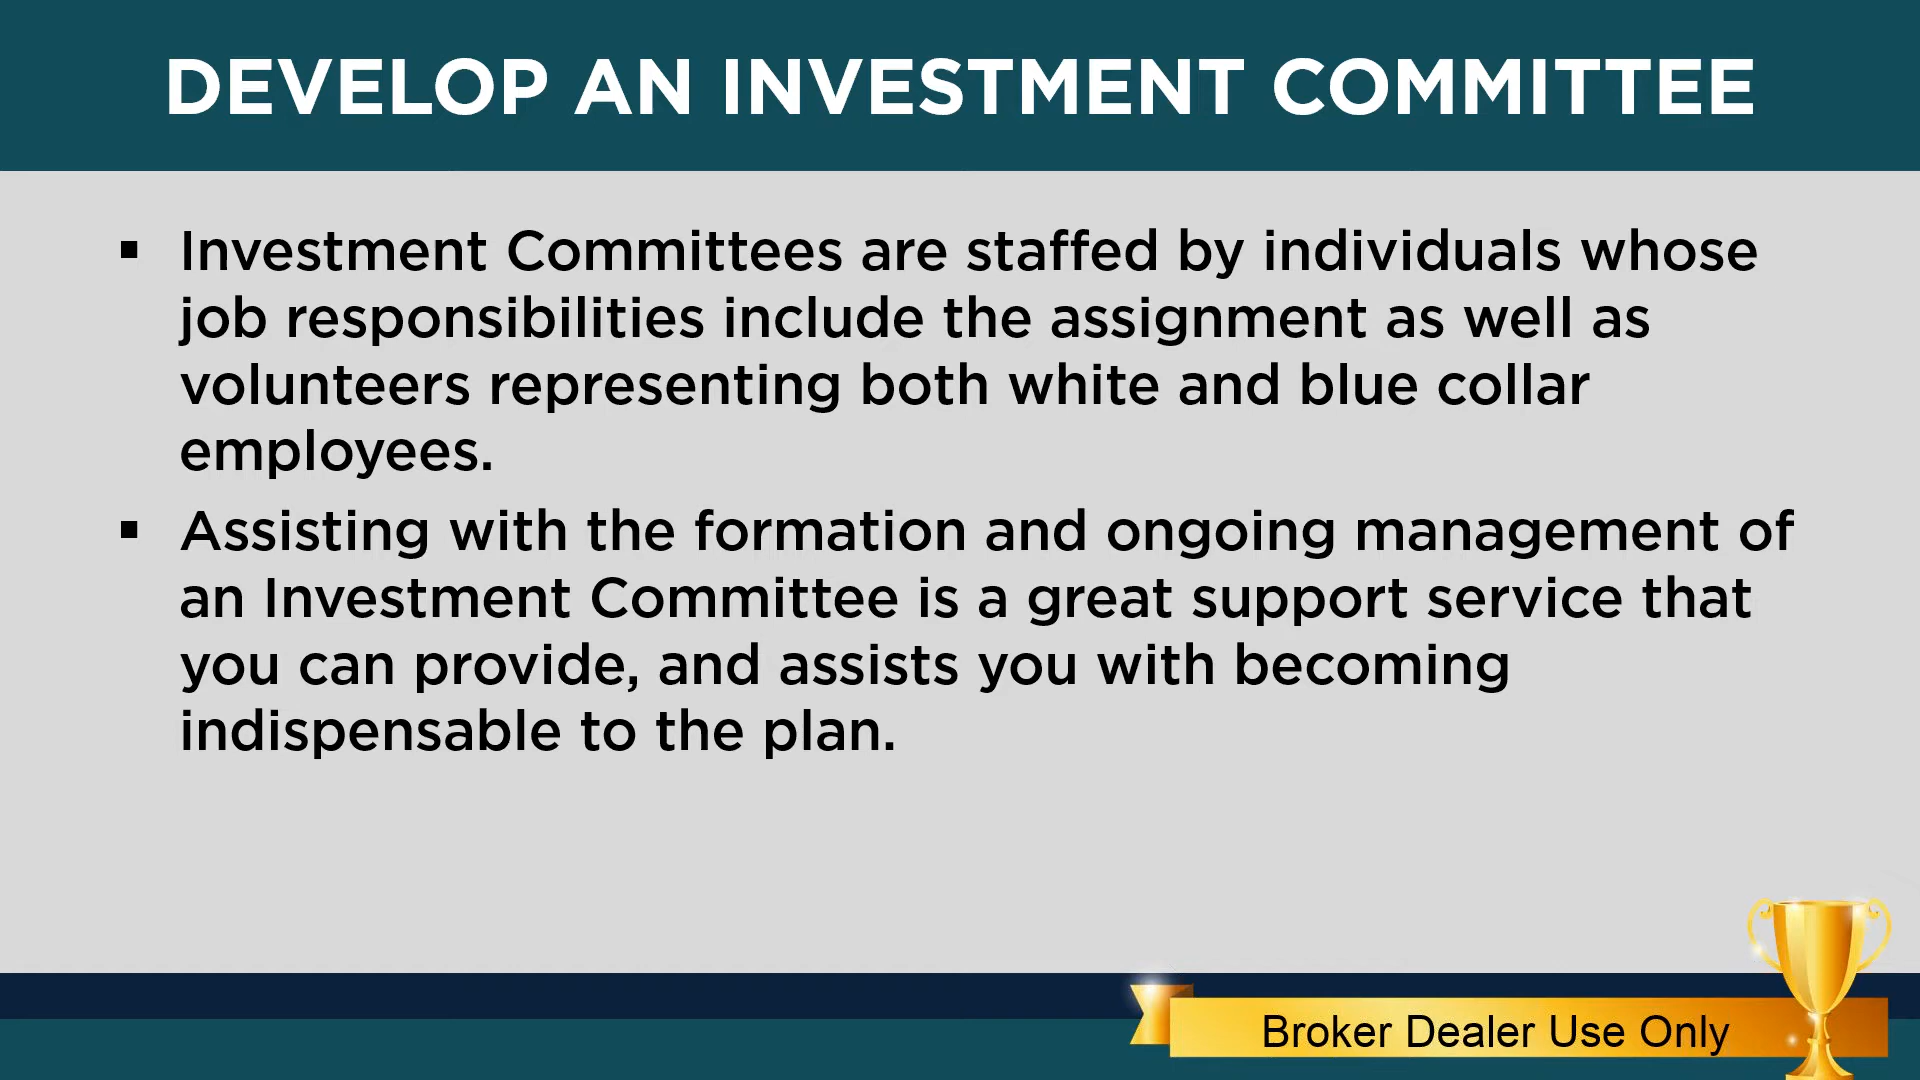 DEVELOP AN INVESTMENT COMMITTEE
▪ Investment Committees are staffed by individuals whose
job responsibilities include the assignment as well as
volunteers representing both white and blue collar
employees.
▪ Assisting with the formation and ongoing management of
an Investment Committee is a great support service that
you can provide, and assists you with becoming
indispensable to the plan.
Broker Dealer Use Only